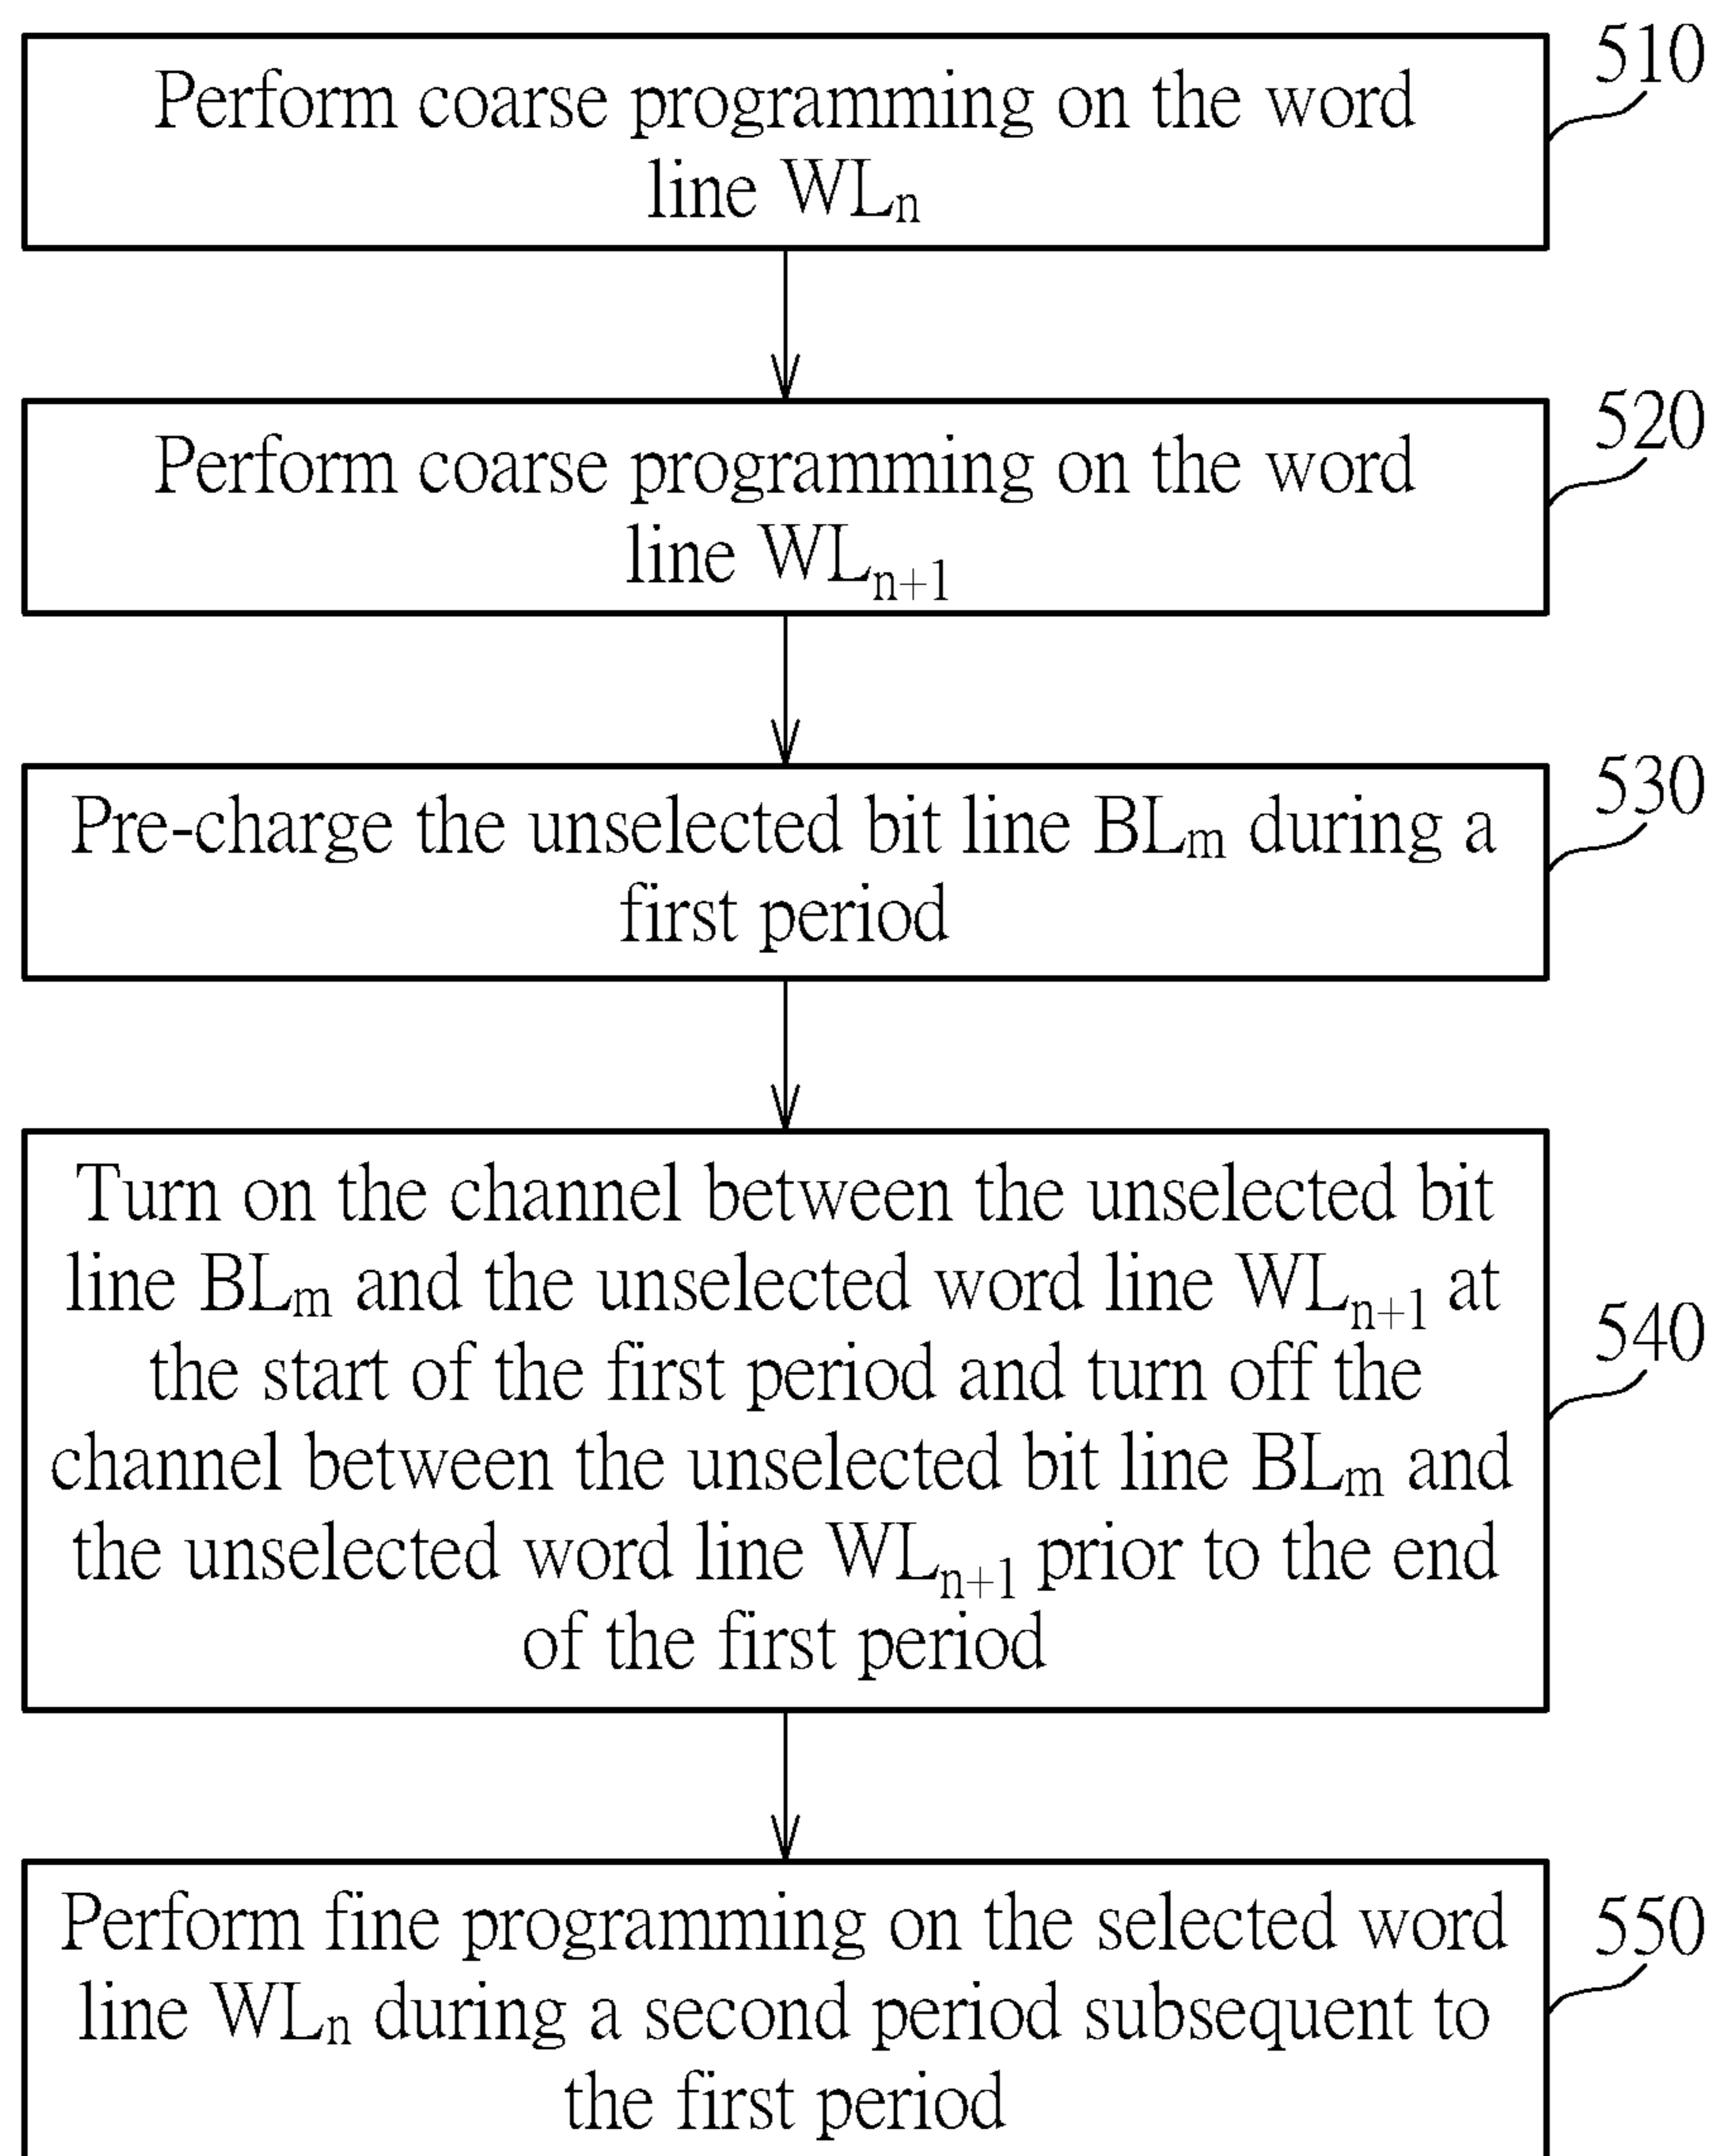 510
Perform coarse programming on the word
line WLₙ
520
Perform coarse programming on the word
line WLₙ₊₁
530
Pre-charge the unselected bit line BLₘ during a
first period
Turn on the channel between the unselected bit
line BLₘ and the unselected word line WLₙ₊₁ at
540
the start of the first period and turn off the
channel between the unselected bit line BLₘ and
the unselected word line WLₙ₊₁ prior to the end
of the first period
550
Perform fine programming on the selected word
line WLₙ during a second period subsequent to
the first period